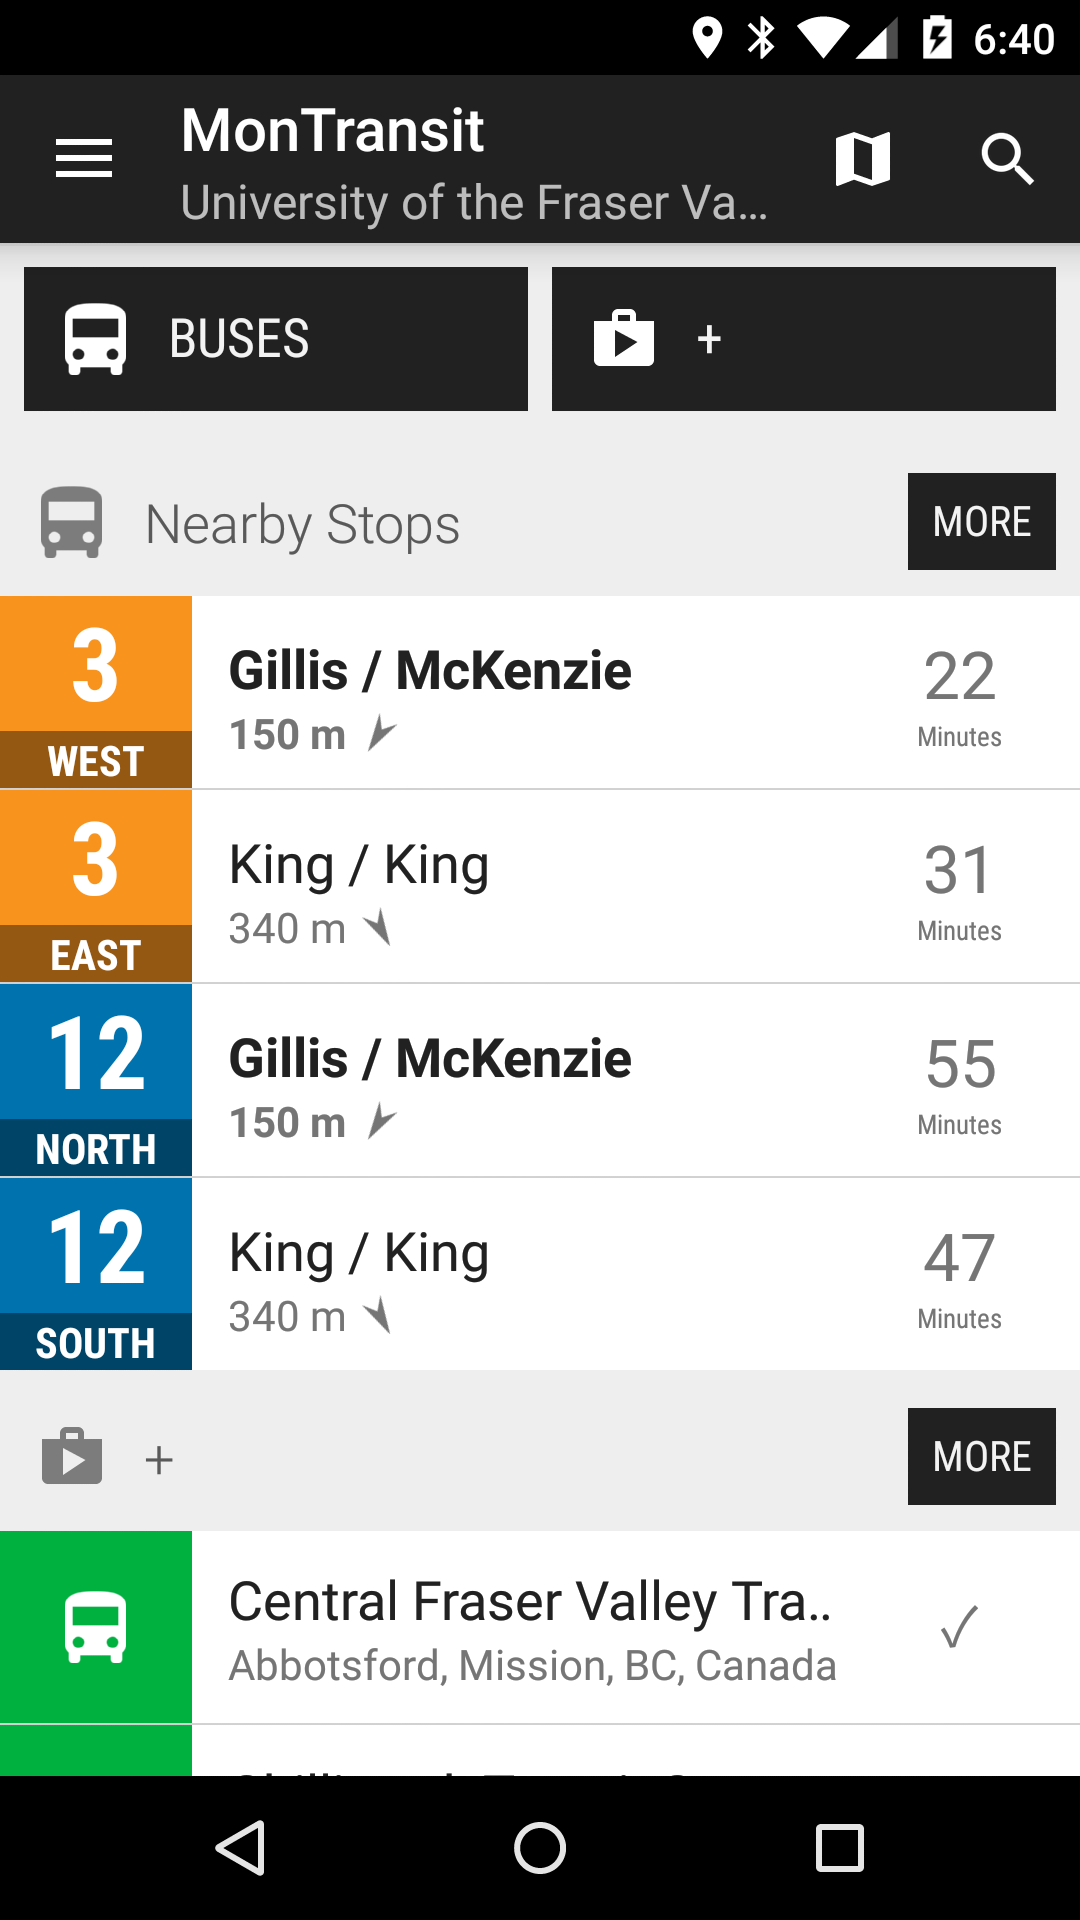 6:40
MonTransit
University of the Fraser Va...
BUSES
+
Nearby Stops
MORE
3
WEST
Gillis / McKenzie
150 m
22
Minutes
3
EAST
King / King
340 m
31
Minutes
12
NORTH
Gillis / McKenzie
150 m
55
Minutes
12
SOUTH
King / King
340 m
47
Minutes
+
MORE
Central Fraser Valley Tra..
Abbotsford, Mission, BC, Canada